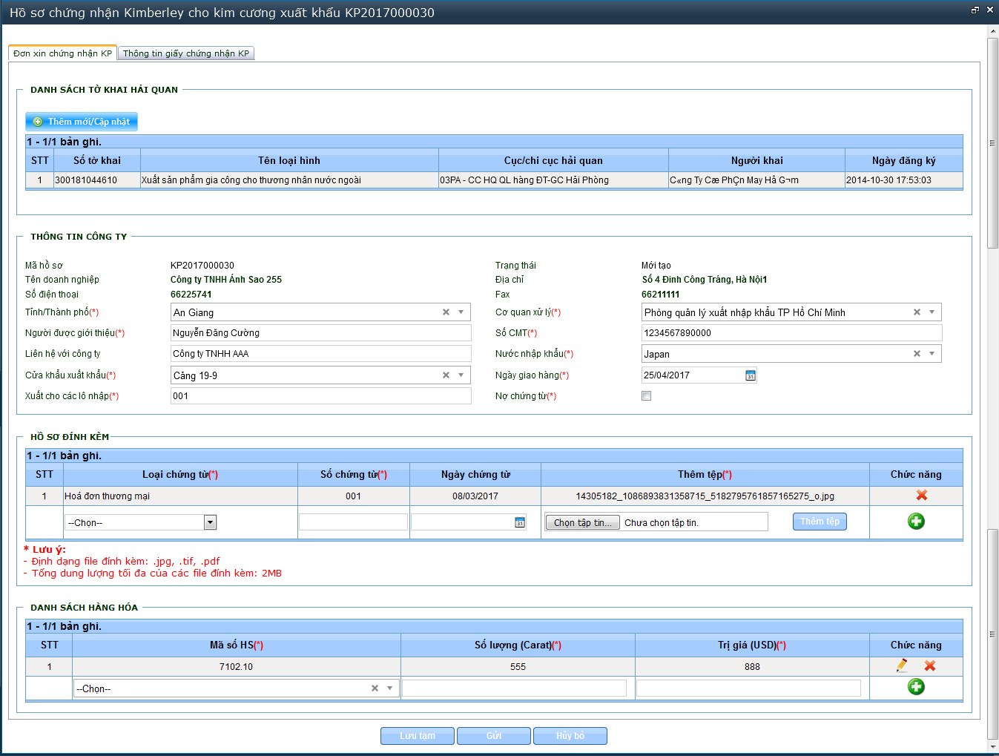 Hồ sơ chứng nhận Kimberley cho kim cương xuất khẩu KP2017000030
Đơn xin chứng nhận KP Thông tin giấy chứng nhận KP
DANH SÁCH TỜ KHAI HẢI QUAN
Thêm mới/Cập nhật
1 - 1/1 bản ghi.
STT Số tờ khai Tên loại hình Cục/chi cục hải quan Người khai Ngày đăng ký
1 300181044610 Xuất sản phẩm gia công cho thương nhân nước ngoài 03PA - CC HQ QL hàng ĐT-GC Hải Phòng C«ng Ty Cæ PhÇn May Hå G¬m 2014-10-30 17:53:03
THÔNG TIN CÔNG TY
Mã hồ sơ KP2017000030 Trạng thái Mới tạo
Tên doanh nghiệp Công ty TNHH Ánh Sao 255 Địa chỉ Số 4 Đinh Công Tráng, Hà Nội1
Số điện thoại 66225741 Fax 66211111
Tỉnh/Thành phố(*) An Giang Cơ quan xử lý(*) Phòng quản lý xuất nhập khẩu TP Hồ Chí Minh
Người được giới thiệu(*) Nguyễn Đăng Cường Số CMT(*) 1234567890000
Liên hệ với công ty Công ty TNHH AAA Nước nhập khẩu(*) Japan
Cửa khẩu xuất khẩu(*) Cảng 19-9 Ngày giao hàng(*) 25/04/2017
Xuất cho các lô nhập(*) 001 Nợ chứng từ(*)
HỒ SƠ ĐÍNH KÈM
1 - 1/1 bản ghi.
STT Loại chứng từ(*) Số chứng từ(*) Ngày chứng từ Thêm tệp(*) Chức năng
1 Hoá đơn thương mại 001 08/03/2017 14305182_1086893831358715_5182795761857165275_o.jpg
--Chọn-- Chọn tập tin... Chưa chọn tập tin. Thêm tệp
* Lưu ý:
- Định dạng file đính kèm: .jpg, .tif, .pdf
- Tổng dung lượng tối đa của các file đính kèm: 2MB
DANH SÁCH HÀNG HÓA
1 - 1/1 bản ghi.
STT Mã số HS(*) Số lượng (Carat)(*) Trị giá (USD)(*) Chức năng
1 7102.10 555 888
--Chọn--
Lưu tạm Gửi Hủy bỏ